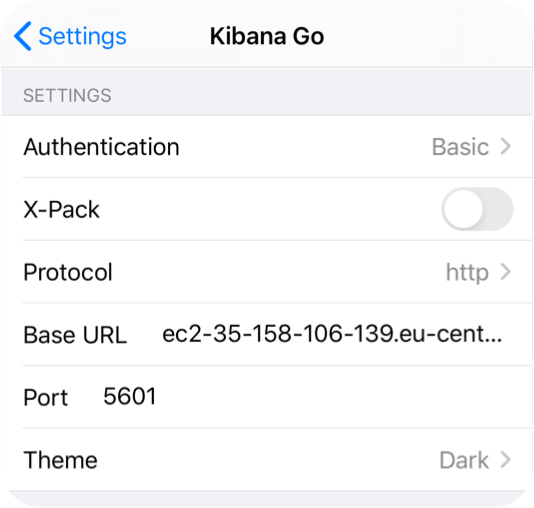 Settings Kibana Go
SETTINGS
Authentication Basic
X-Pack
Protocol http
Base URL ec2-35-158-106-139.eu-cent...
Port 5601
Theme Dark